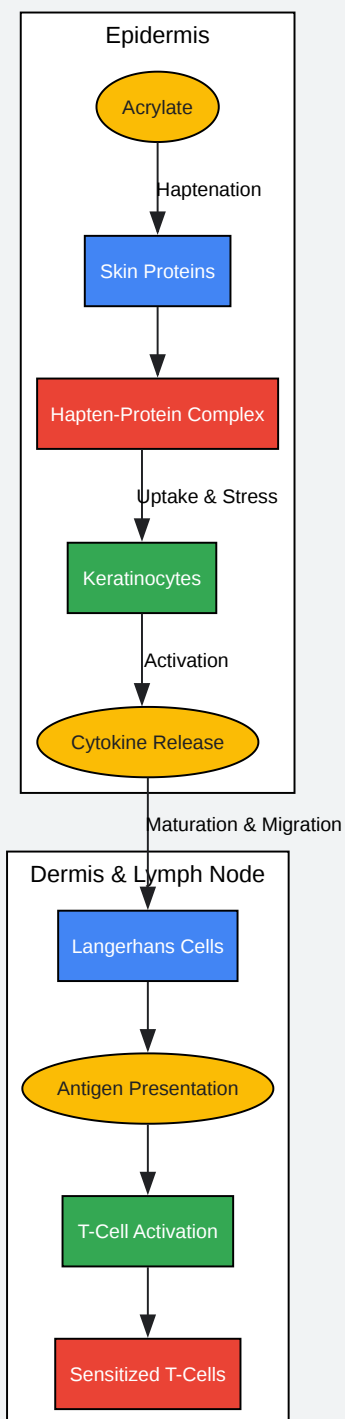 Epidermis
Acrylate
Haptenation
Skin Proteins
Hapten-Protein Complex
Uptake & Stress
Keratinocytes
Activation
Cytokine Release
Maturation & Migration
Dermis & Lymph Node
Langerhans Cells
Antigen Presentation
T-Cell Activation
Sensitized T-Cells